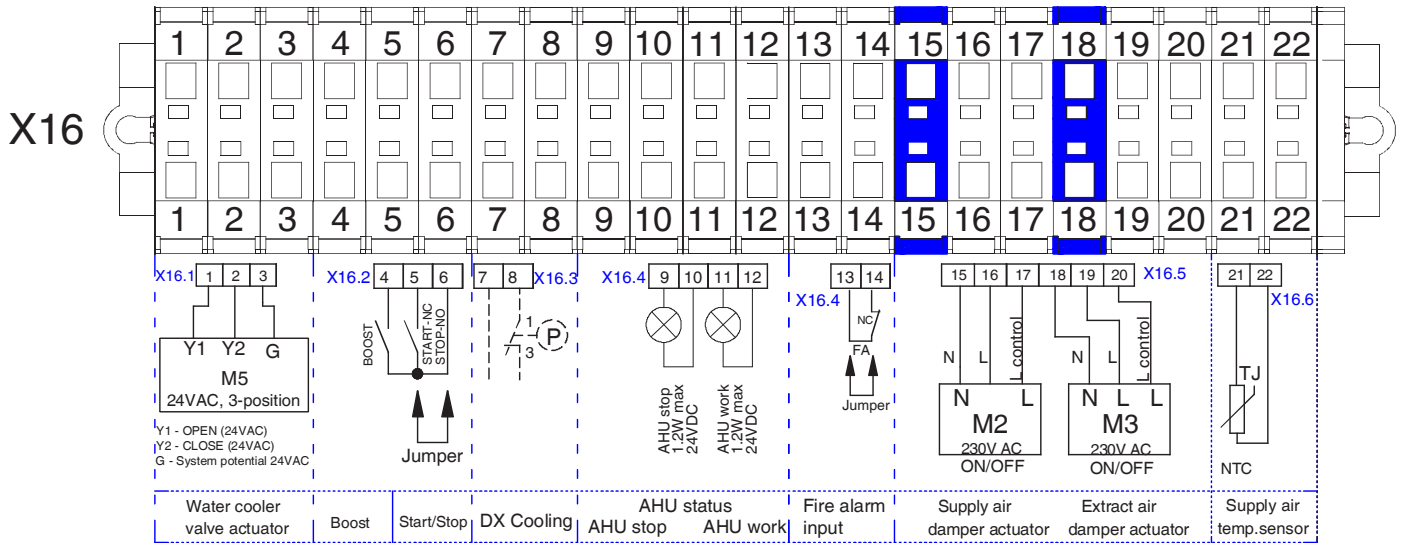 1 2 3 4 5 6 7 8 9 10 11 12 13 14 15 16 17 18 19 20 21 22
X16
1 2 3 4 5 6 7 8 9 10 11 12 13 14 15 16 17 18 19 20 21 22
X16.1 1 2 3
Y1 Y2 G
M5
24VAC, 3-position
Y1 - OPEN (24VAC)
Y2 - CLOSE (24VAC)
G - System potential 24VAC
X16.2 4 5 6
BOOST
START-NC
STOP-NO
Jumper
7 8 X16.3
1
3
P
X16.4 9 10 11 12
AHU stop
1.2W max
24VDC
AHU work
1.2W max
24VDC
13 14
X16.4
NC
FA
Jumper
15 16 17 18 19 20 X16.5
N L L control N L L control
N L
M2
230V AC
ON/OFF
N L L
M3
230V AC
ON/OFF
21 22
X16.6
TJ
NTC
Water cooler
valve actuator
Boost
Start/Stop
DX Cooling
AHU status
AHU stop AHU work
Fire alarm
input
Supply air
damper actuator
Extract air
damper actuator
Supply air
temp.sensor